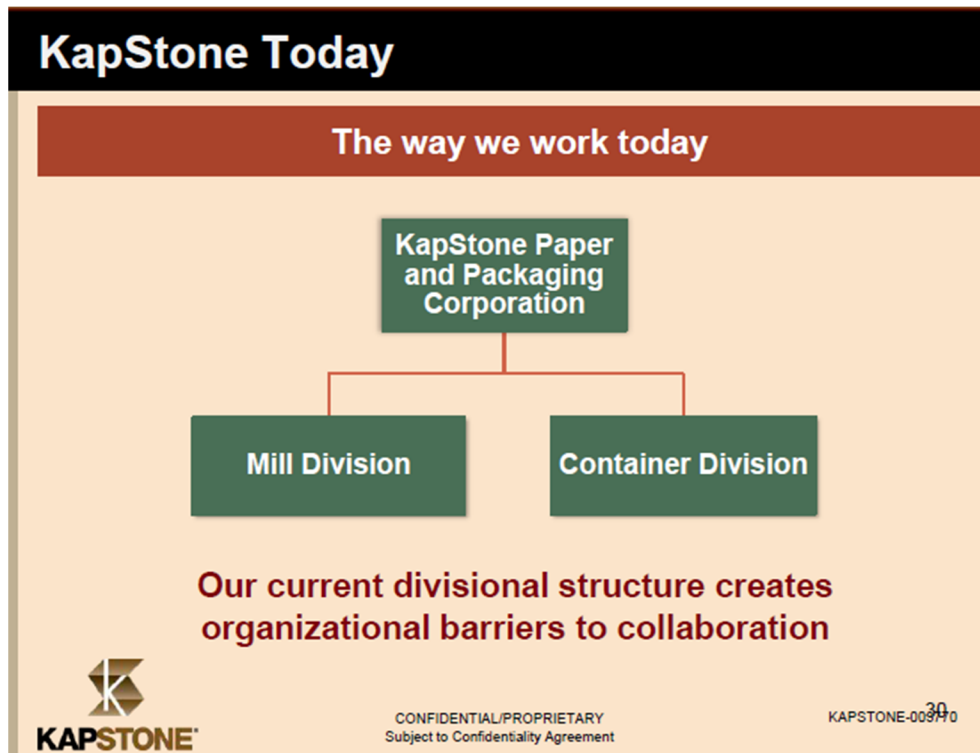 KapStone Today
The way we work today
KapStone Paper
and Packaging
Corporation
Mill Division
Container Division
Our current divisional structure creates
organizational barriers to collaboration
KAPSTONE
CONFIDENTIAL/PROPRIETARY
Subject to Confidentiality Agreement
30